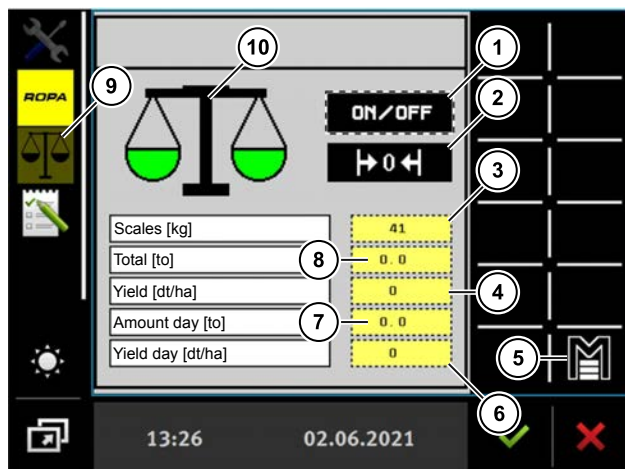 10
1
ROPA
9
ON/OFF
2
0
3
Scales [kg]
41
Total [to]
8
0.0
Yield [dt/ha]
0
4
Amount day [to]
7
0.0
Yield day [dt/ha]
0
5
M
6
13:26
02.06.2021